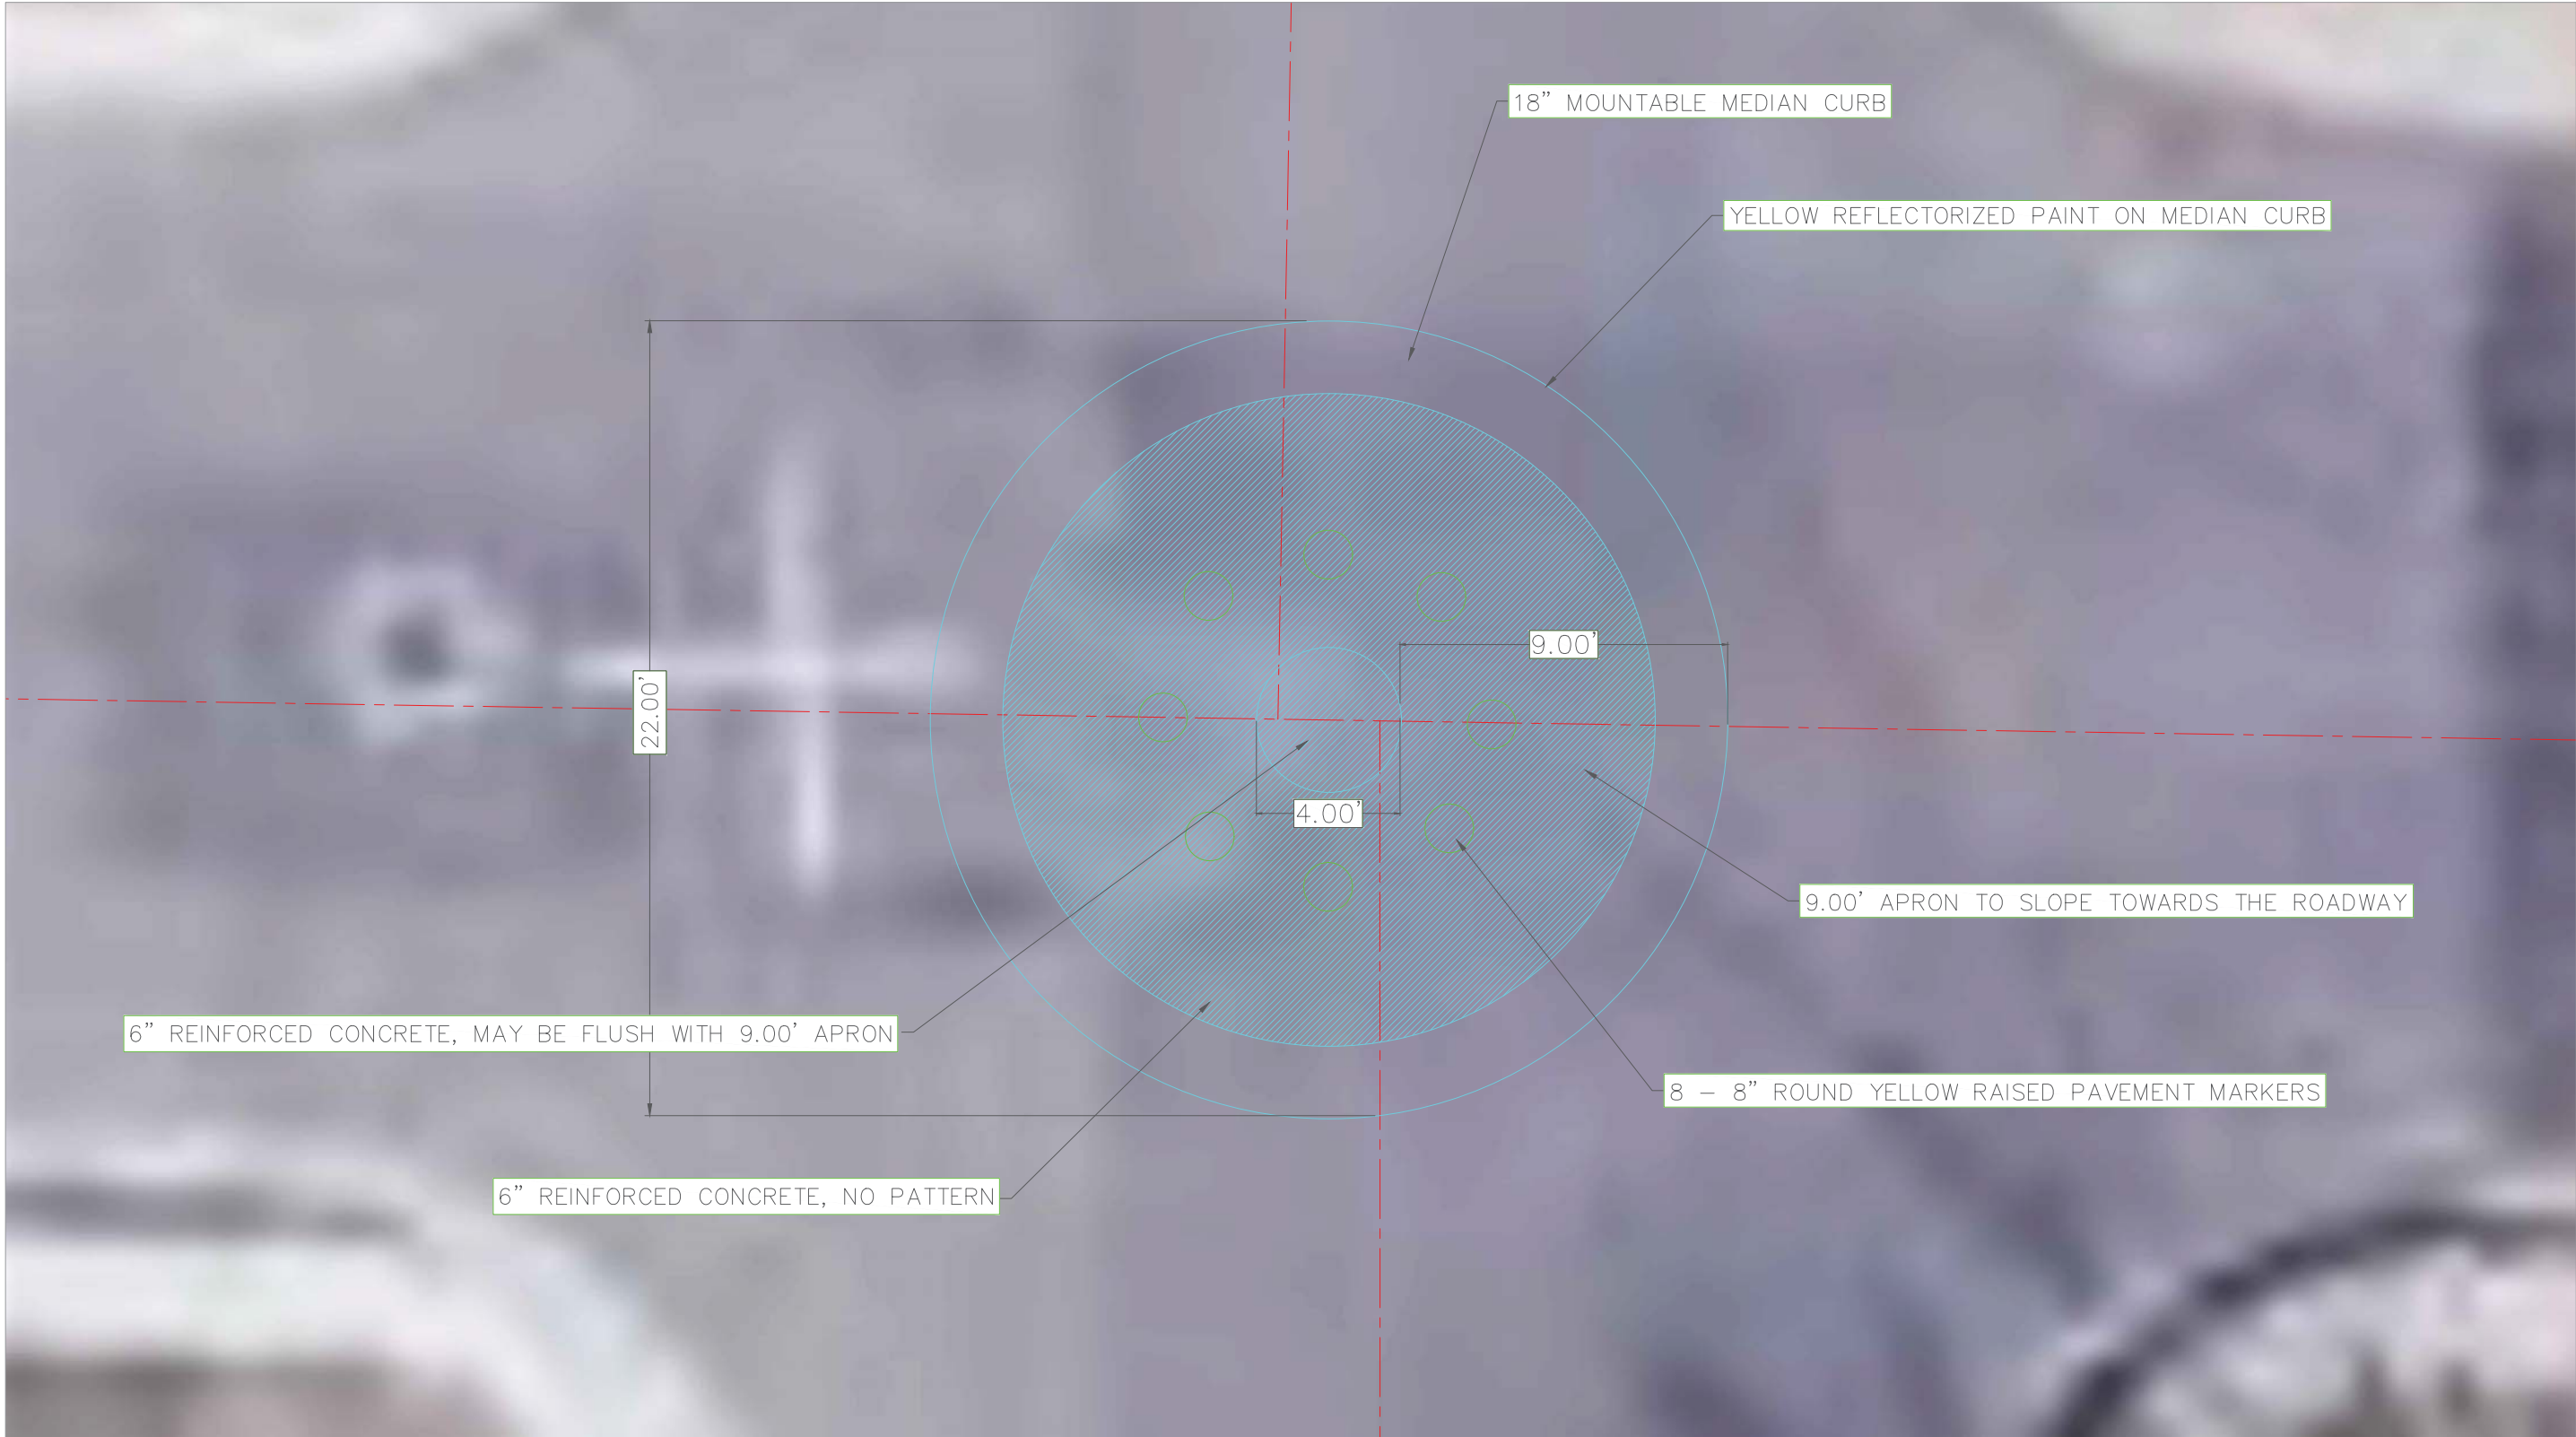 18” MOUNTABLE MEDIAN CURB
YELLOW REFLECTORIZED PAINT ON MEDIAN CURB
9.00’
22.00’
4.00’
9.00’ APRON TO SLOPE TOWARDS THE ROADWAY
6” REINFORCED CONCRETE, MAY BE FLUSH WITH 9.00’ APRON
8 – 8” ROUND YELLOW RAISED PAVEMENT MARKERS
6” REINFORCED CONCRETE, NO PATTERN